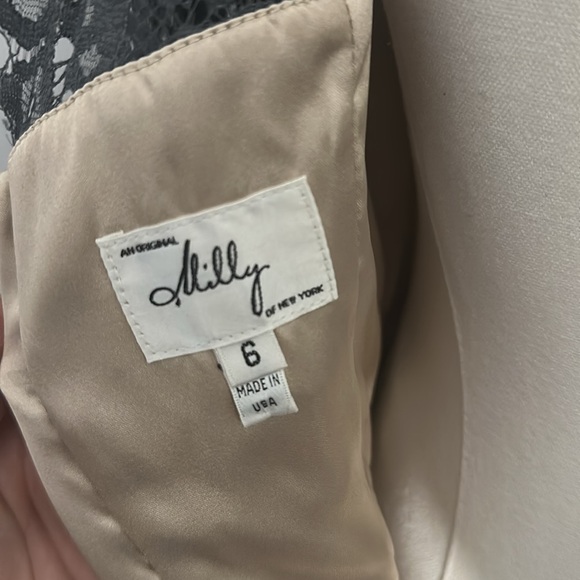 AN ORIGINAL
Milly
OF NEW YORK
6
MADE IN
USA